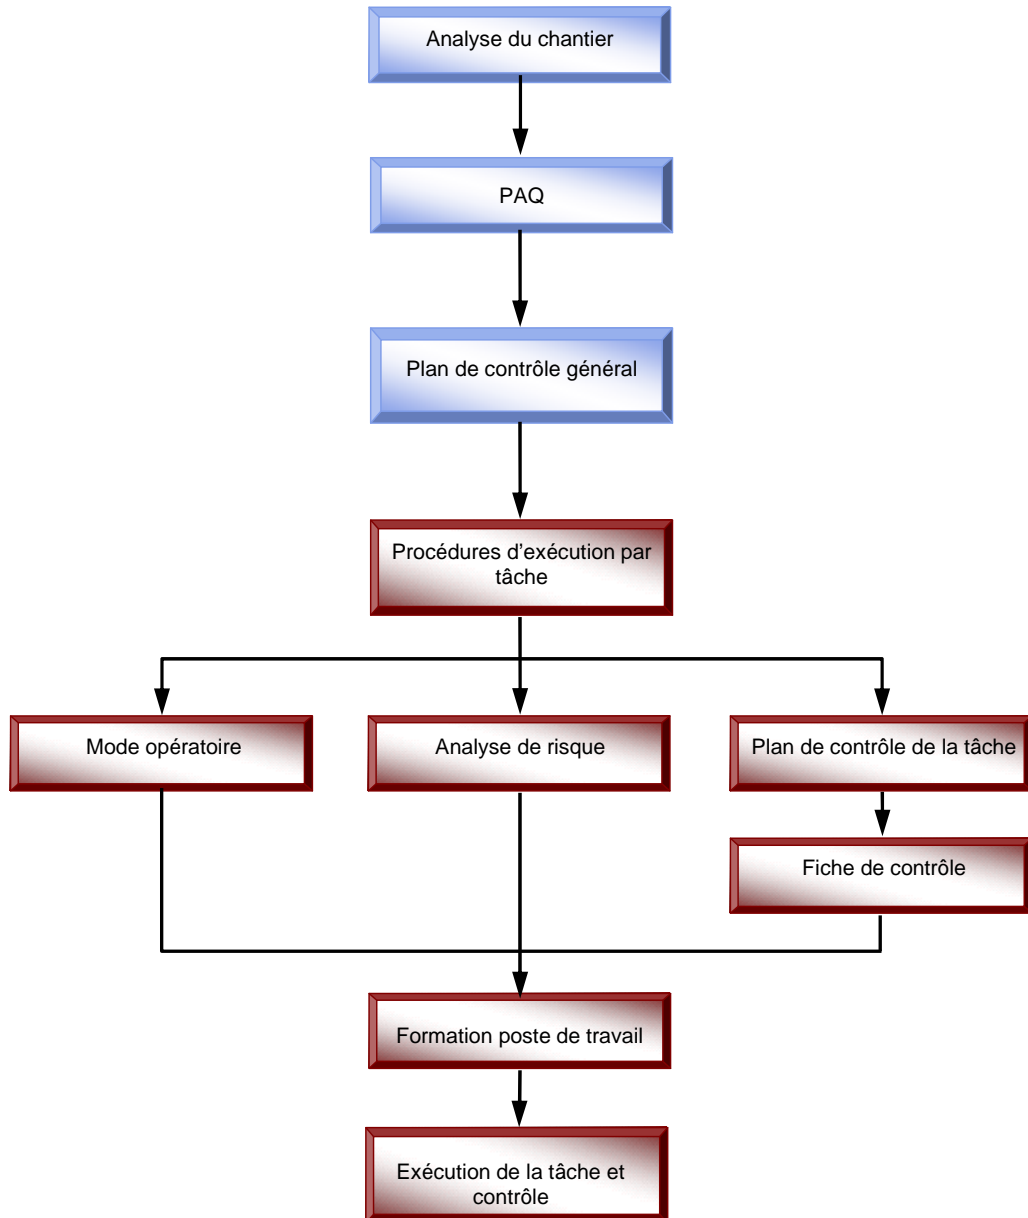 Analyse du chantier
PAQ
Plan de contrôle général
Procédures d'exécution par
tâche
Mode opératoire
Analyse de risque
Plan de contrôle de la tâche
Fiche de contrôle
Formation poste de travail
Exécution de la tâche et
contrôle